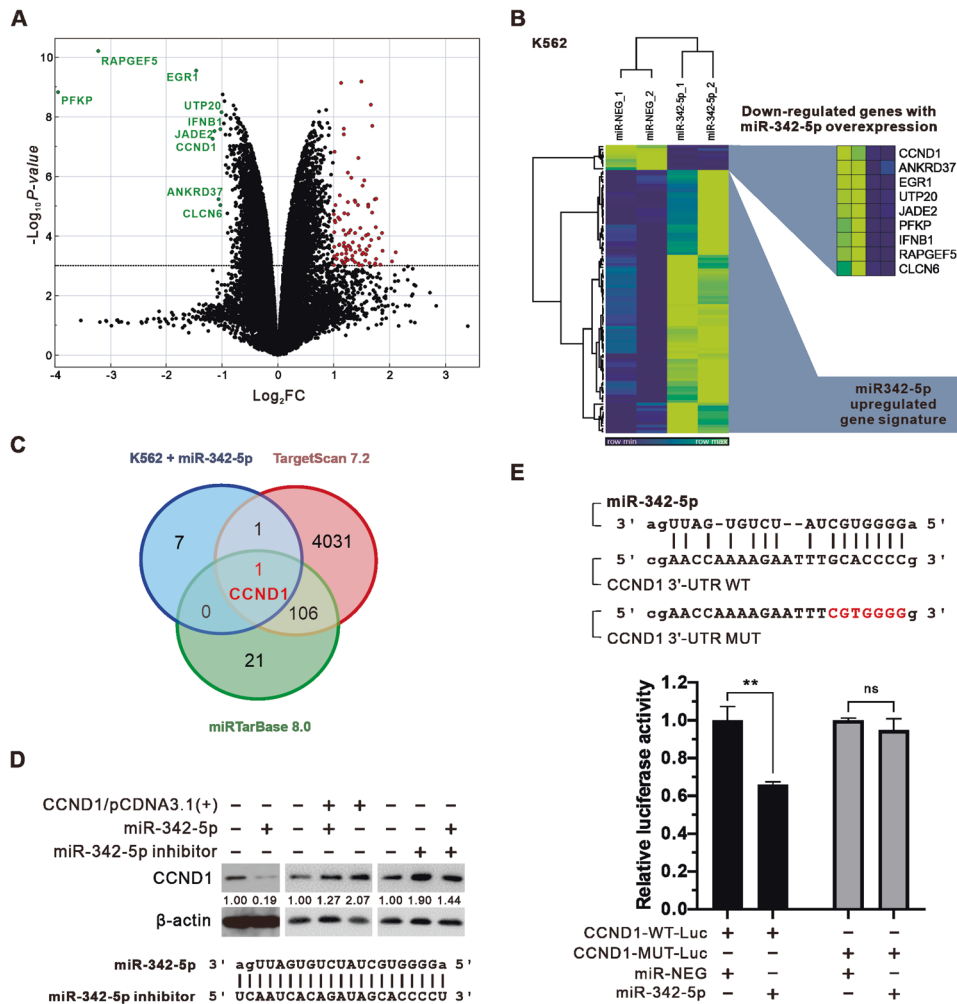 A
-Log10P-value
10
8
6
4
2
0
-4
-3
-2
-1
0
1
2
3
Log2FC
RAPGEF5
PFKP
EGR1
UTP20
IFNB1
JADE2
CCND1
ANKRD37
CLCN6
B
K562
miR-NEG_1
miR-NEG_2
miR-342-5p_1
miR-342-5p_2
Down-regulated genes with
miR-342-5p overexpression
CCND1
ANKRD37
EGR1
UTP20
JADE2
PFKP
IFNB1
RAPGEF5
CLCN6
miR342-5p
upregulated
gene signature
row min row max
C
K562 + miR-342-5p TargetScan 7.2
7 1 4031
1
CCND1
0 106
21
miRTarBase 8.0
D
CCND1/pCDNA3.1(+) – – – + + – – –
miR-342-5p – + – + – – – +
miR-342-5p inhibitor – – – – – – + +
CCND1
1.00 0.19 1.00 1.27 2.07 1.00 1.90 1.44
β-actin
miR-342-5p 3' agUUAGUGUCUAUCGUGGGGa 5'
miR-342-5p inhibitor 5' UCAAUCACAGAUAGCACCCCU 3'
E
miR-342-5p
3' agUUAG-UGUCU--AUCGUGGGGa 5'
5' cgAACCAAAAGAATTTGCACCCCg 3'
CCND1 3'-UTR WT
5' cgAACCAAAAGAATTTCGTGGGGg 3'
CCND1 3'-UTR MUT
Relative luciferase activity
1.2
1.0
0.8
0.6
0.4
0.2
0.0
**
ns
CCND1-WT-Luc + + – –
CCND1-MUT-Luc – – + +
miR-NEG + – + –
miR-342-5p – + – +